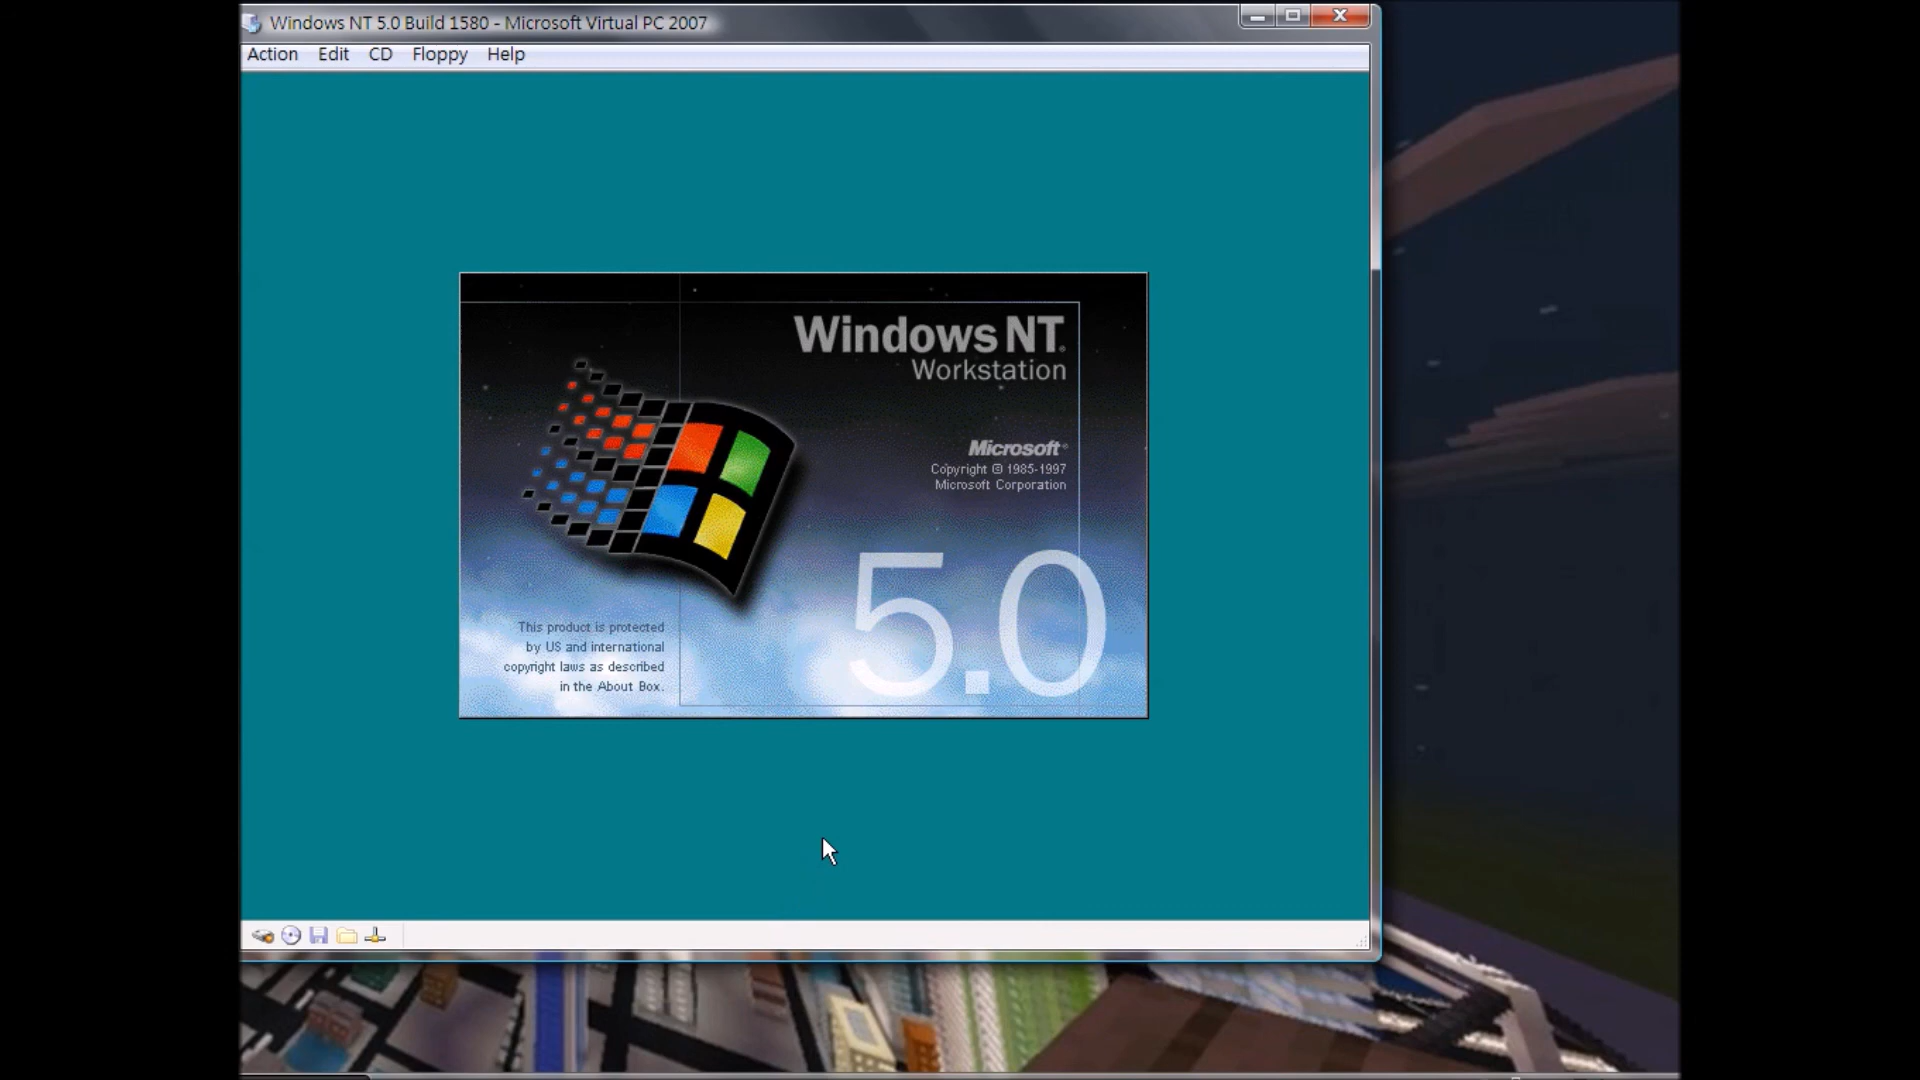 Windows NT 5.0 Build 1580 - Microsoft Virtual PC 2007
Action Edit CD Floppy Help
Windows NT®
Workstation
Microsoft®
Copyright © 1985-1997
Microsoft Corporation
5.0
This product is protected
by US and international
copyright laws as described
in the About Box.